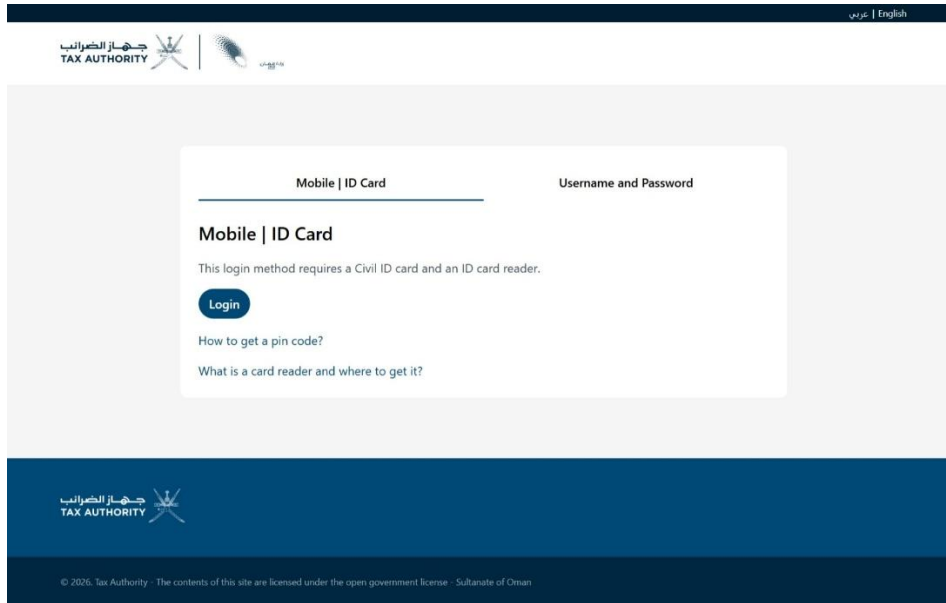 عربي | English
جهاز الضرائب
TAX AUTHORITY
Mobile | ID Card
Username and Password
Mobile | ID Card
This login method requires a Civil ID card and an ID card reader.
Login
How to get a pin code?
What is a card reader and where to get it?
جهاز الضرائب
TAX AUTHORITY
© 2026. Tax Authority - The contents of this site are licensed under the open government license - Sultanate of Oman